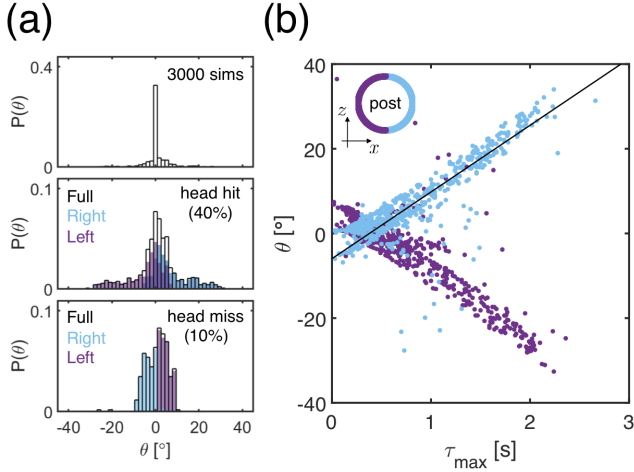 (a)
0.4
3000 sims
P(θ)
0
0.1
Full
head hit
Right
(40%)
Left
P(θ)
0
0.1
Full
head miss
Right
(10%)
Left
P(θ)
0
-40 -20 0 20 40
θ [°]
(b)
40
post
z
x
20
θ [°]
0
-20
-40
0 1 2 3
τmax [s]